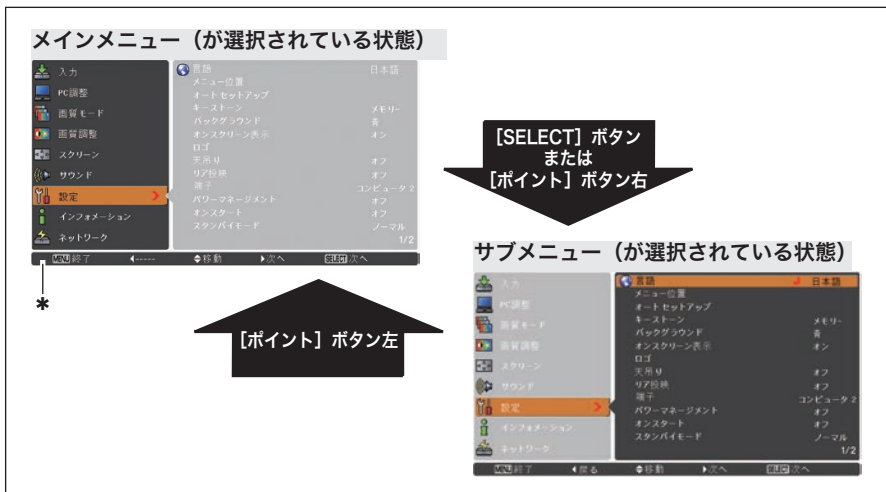 メインメニュー（が選択されている状態）
入力
PC調整
画質モード
画質調整
スクリーン
サウンド
設定
インフォメーション
ネットワーク
言語 日本語
メニュー位置
オートセットアップ
キーストーン メモリー
バックグラウンド 青
オンスクリーン表示 オン
ロゴ
天吊り オフ
リア投映 オフ
端子 コンピュータ 2
パワーマネージメント オフ
オンスタート オフ
スタンバイモード ノーマル
1/2
MENU 終了 ◀----- 移動 ▶次へ SELECT 次へ
*
[SELECT] ボタン
または
[ポイント] ボタン右
[ポイント] ボタン左
サブメニュー（が選択されている状態）
入力
PC調整
画質モード
画質調整
スクリーン
サウンド
設定
インフォメーション
ネットワーク
言語 日本語
メニュー位置
オートセットアップ
キーストーン メモリー
バックグラウンド 青
オンスクリーン表示 オン
ロゴ
天吊り オフ
リア投映 オフ
端子 コンピュータ 2
パワーマネージメント オフ
オンスタート オフ
スタンバイモード ノーマル
1/2
MENU 終了 ◀戻る 移動 ▶次へ SELECT 次へ